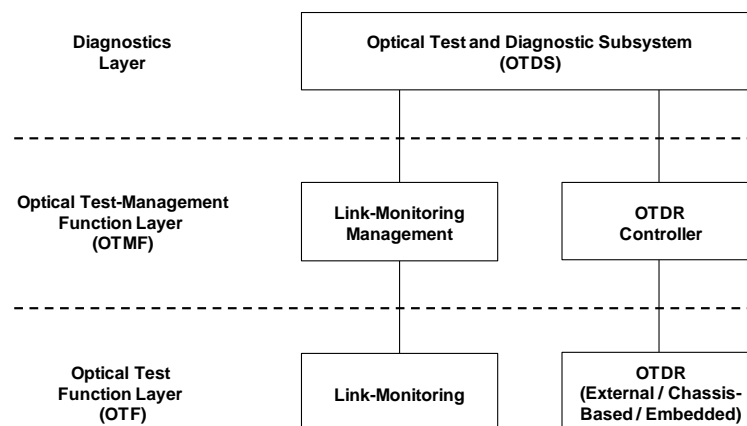 Diagnostics
Layer
Optical Test and Diagnostic Subsystem
(OTDS)
Optical Test-Management
Function Layer
(OTMF)
Link-Monitoring
Management
OTDR
Controller
Optical Test
Function Layer
(OTF)
Link-Monitoring
OTDR
(External / Chassis-
Based / Embedded)